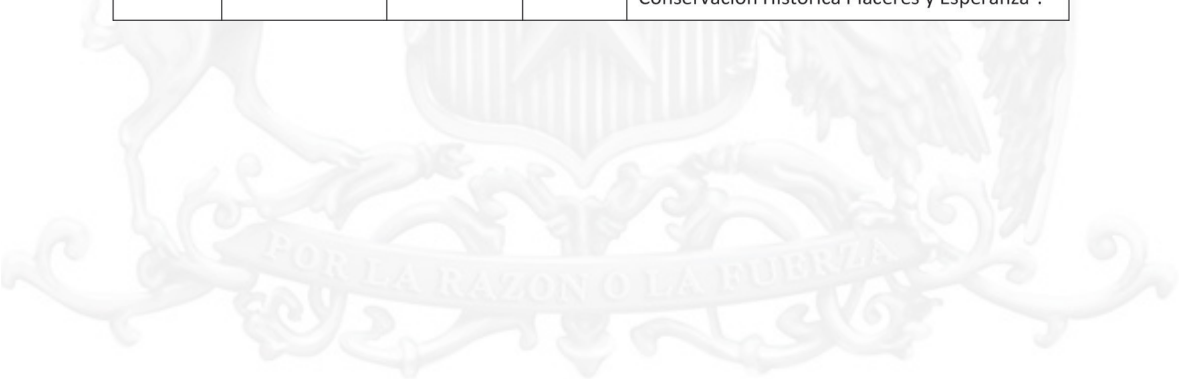 Conservación Histórica Placeres y Esperanza".
POR LA RAZON O LA FUERZA